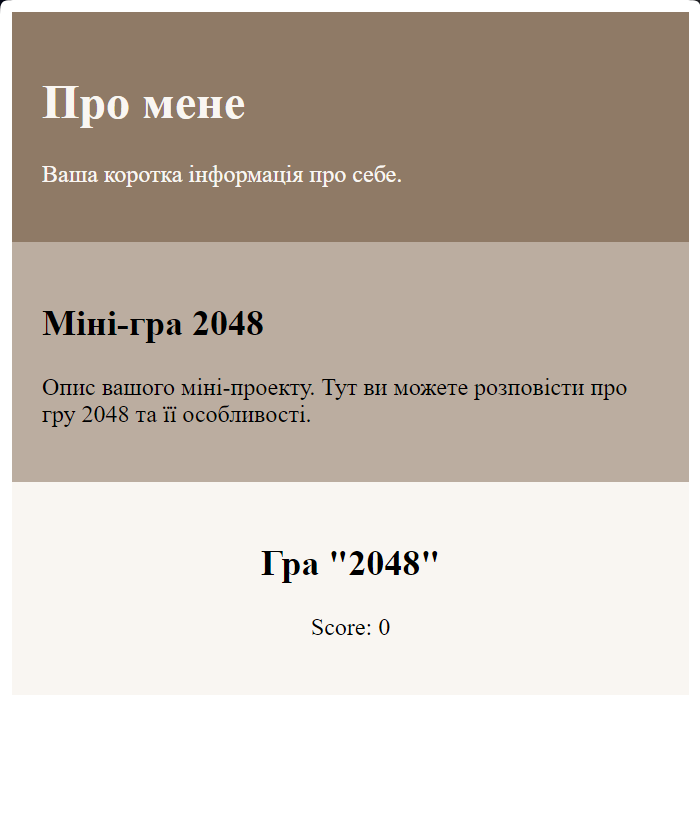 Про мене
Ваша коротка інформація про себе.
Міні-гра 2048
Опис вашого міні-проекту. Тут ви можете розповісти про
гру 2048 та її особливості.
Гра "2048"
Score: 0